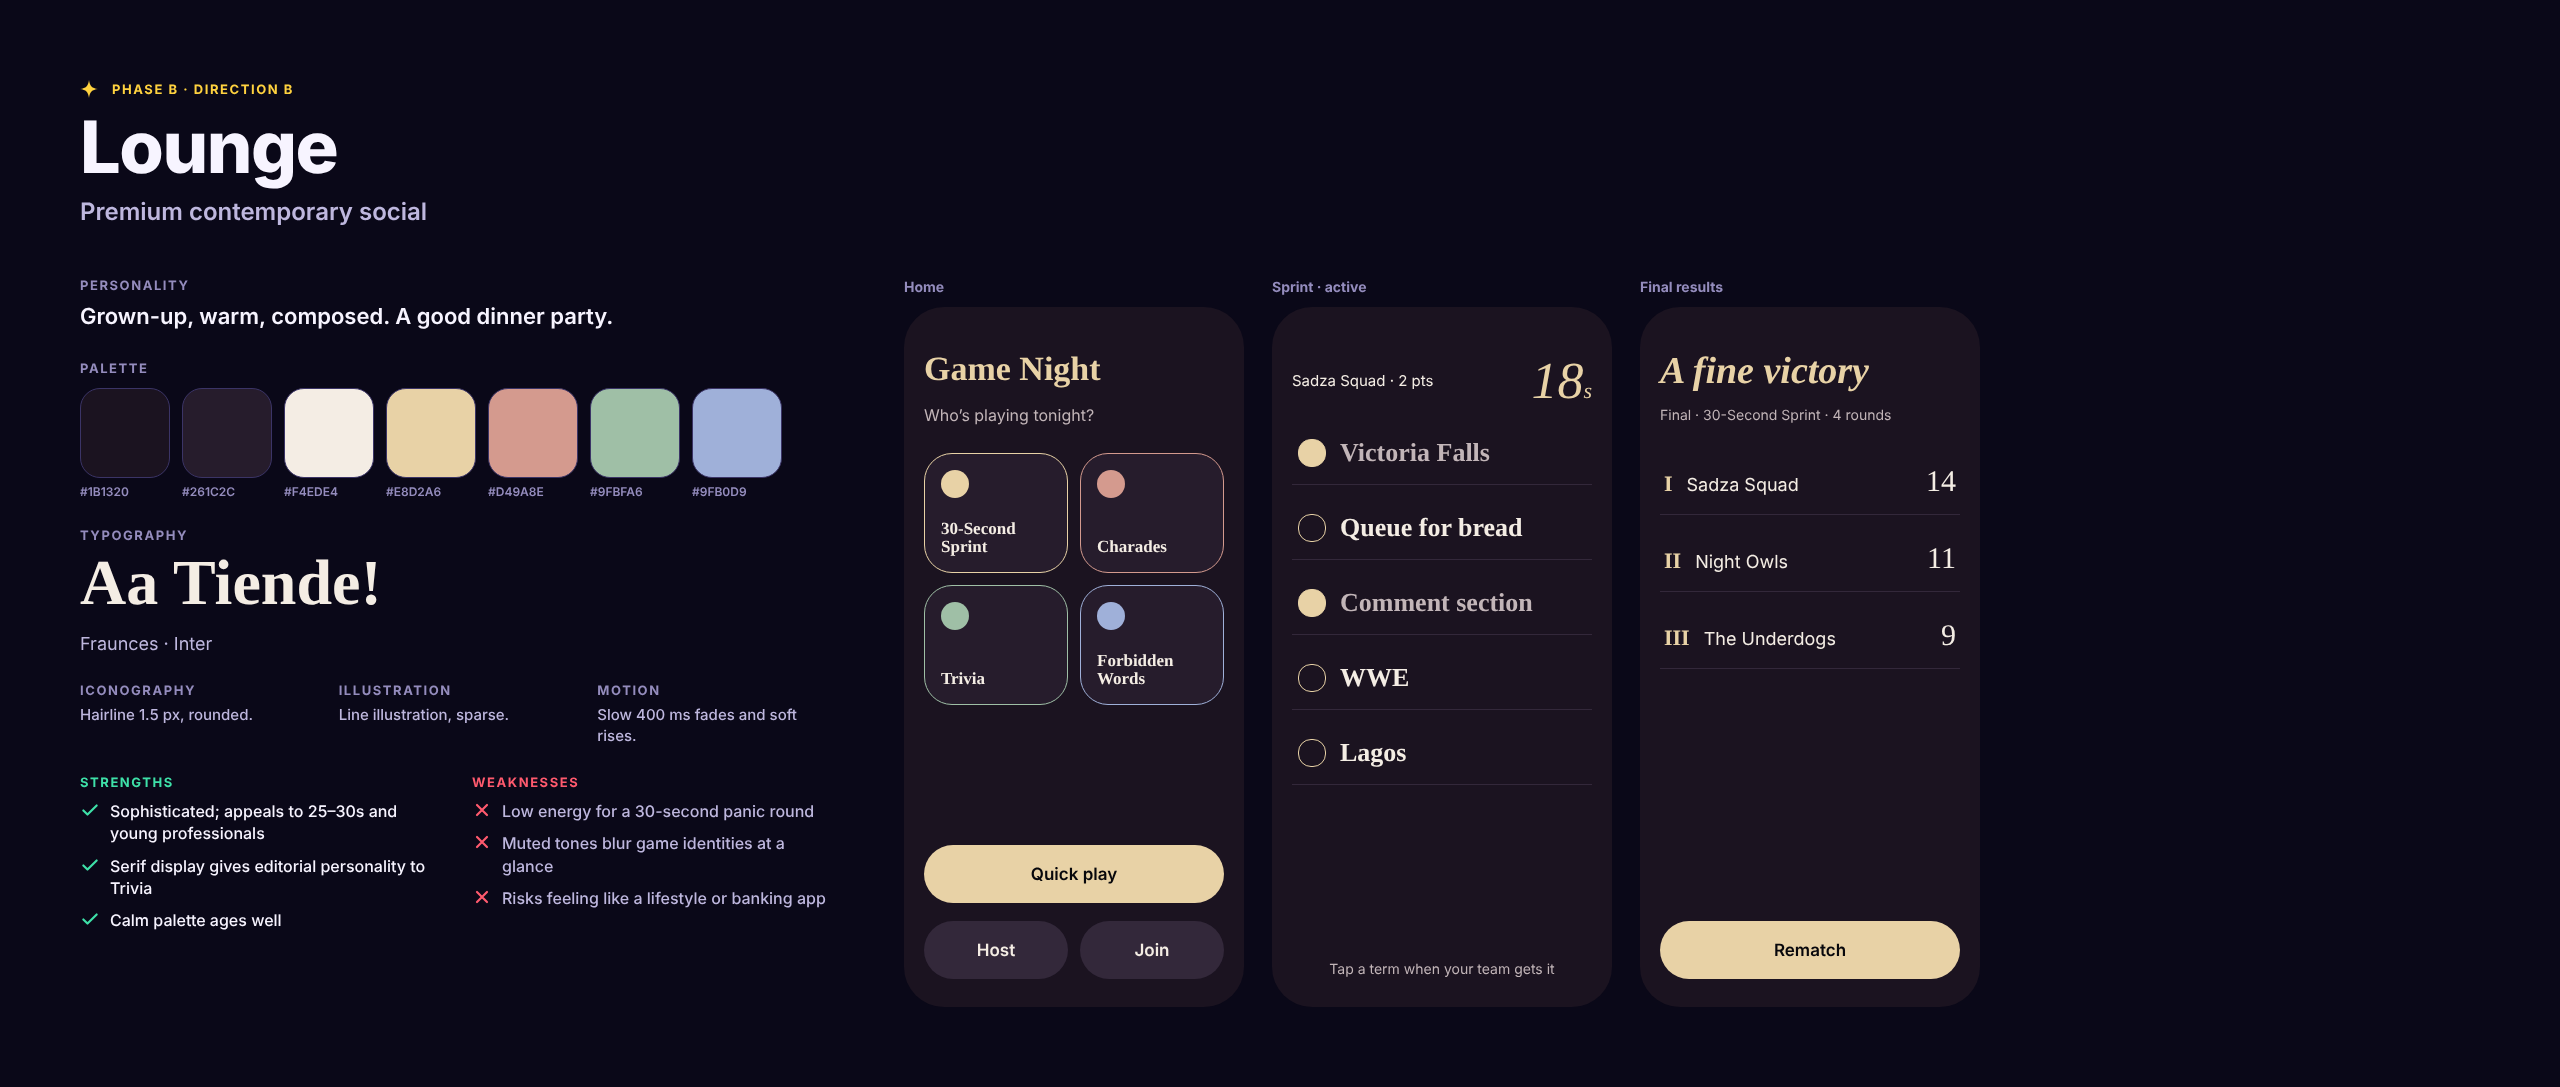 PHASE B · DIRECTION B
Lounge
Premium contemporary social
PERSONALITY
Grown-up, warm, composed. A good dinner party.
PALETTE
#1B1320
#261C2C
#F4EDE4
#E8D2A6
#D49A8E
#9FBFA6
#9FB0D9
TYPOGRAPHY
Aa Tiende!
Fraunces · Inter
ICONOGRAPHY
Hairline 1.5 px, rounded.
ILLUSTRATION
Line illustration, sparse.
MOTION
Slow 400 ms fades and soft
rises.
STRENGTHS
Sophisticated; appeals to 25–30s and
young professionals
Serif display gives editorial personality to
Trivia
Calm palette ages well
WEAKNESSES
Low energy for a 30-second panic round
Muted tones blur game identities at a
glance
Risks feeling like a lifestyle or banking app
Home
Game Night
Who's playing tonight?
30-Second
Sprint
Charades
Trivia
Forbidden
Words
Quick play
Host
Join
Sprint · active
Sadza Squad · 2 pts
18s
Victoria Falls
Queue for bread
Comment section
WWE
Lagos
Tap a term when your team gets it
Final results
A fine victory
Final · 30-Second Sprint · 4 rounds
I Sadza Squad 14
II Night Owls 11
III The Underdogs 9
Rematch